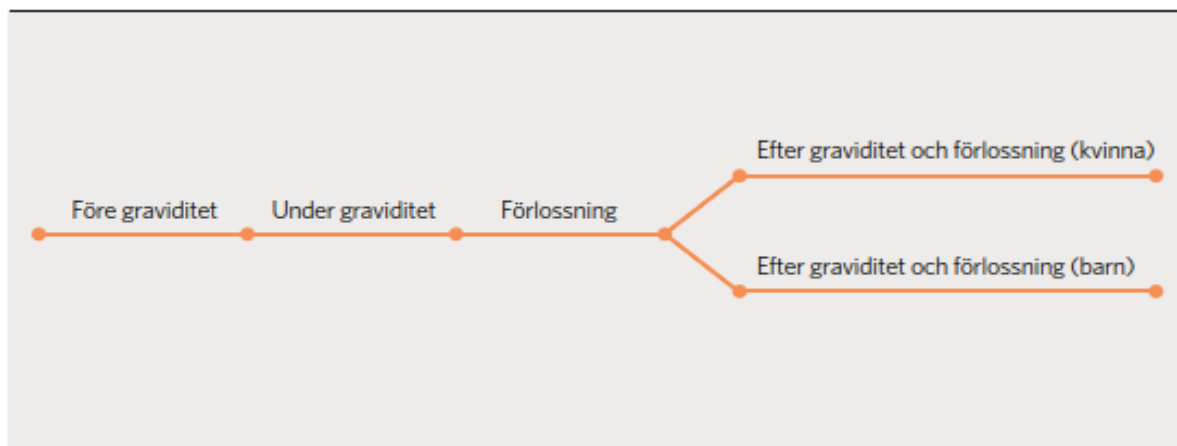 Efter graviditet och förlossning (kvinna)
Före graviditet
Under graviditet
Förlossning
Efter graviditet och förlossning (barn)